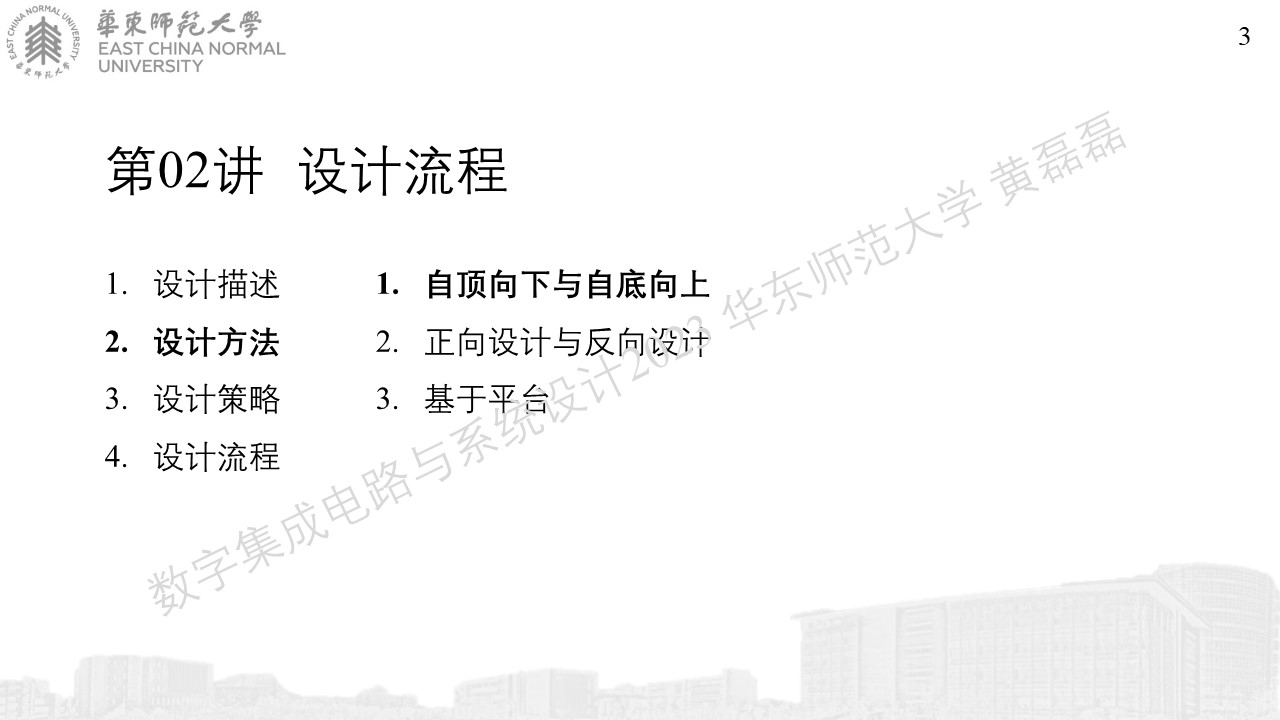 EAST CHINA NORMAL UNIVERSITY
華東師范大學
華東師范大學
EAST CHINA NORMAL
UNIVERSITY
3
第02讲 设计流程
1. 设计描述
2. 设计方法
3. 设计策略
4. 设计流程
1. 自顶向下与自底向上
2. 正向设计与反向设计
3. 基于平台
数字集成电路与系统设计2023 华东师范大学 黄磊磊